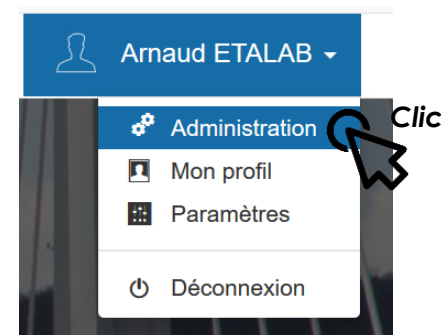 Arnaud ETALAB
Administration
Clic
Mon profil
Paramètres
Déconnexion